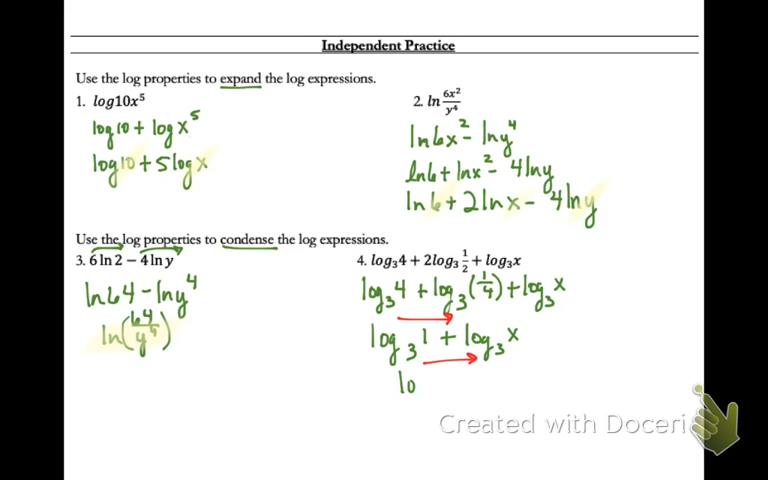 Independent Practice
Use the log properties to expand the log expressions.
1. log10x⁵
log10 + logx⁵
log10 + 5logx
2. ln 6x²/y⁴
ln6x² - lny⁴
ln6 + lnx² - 4lny
ln6 + 2lnx - 4lny
Use the log properties to condense the log expressions.
3. 6 ln 2 − 4 ln y
ln64 - lny⁴
ln(64/y⁴)
4. log₃4 + 2log₃ 1/2 + log₃x
log₃4 + log₃(1/4) + log₃x
log₃1 + log₃x
lo
Created with Doceri